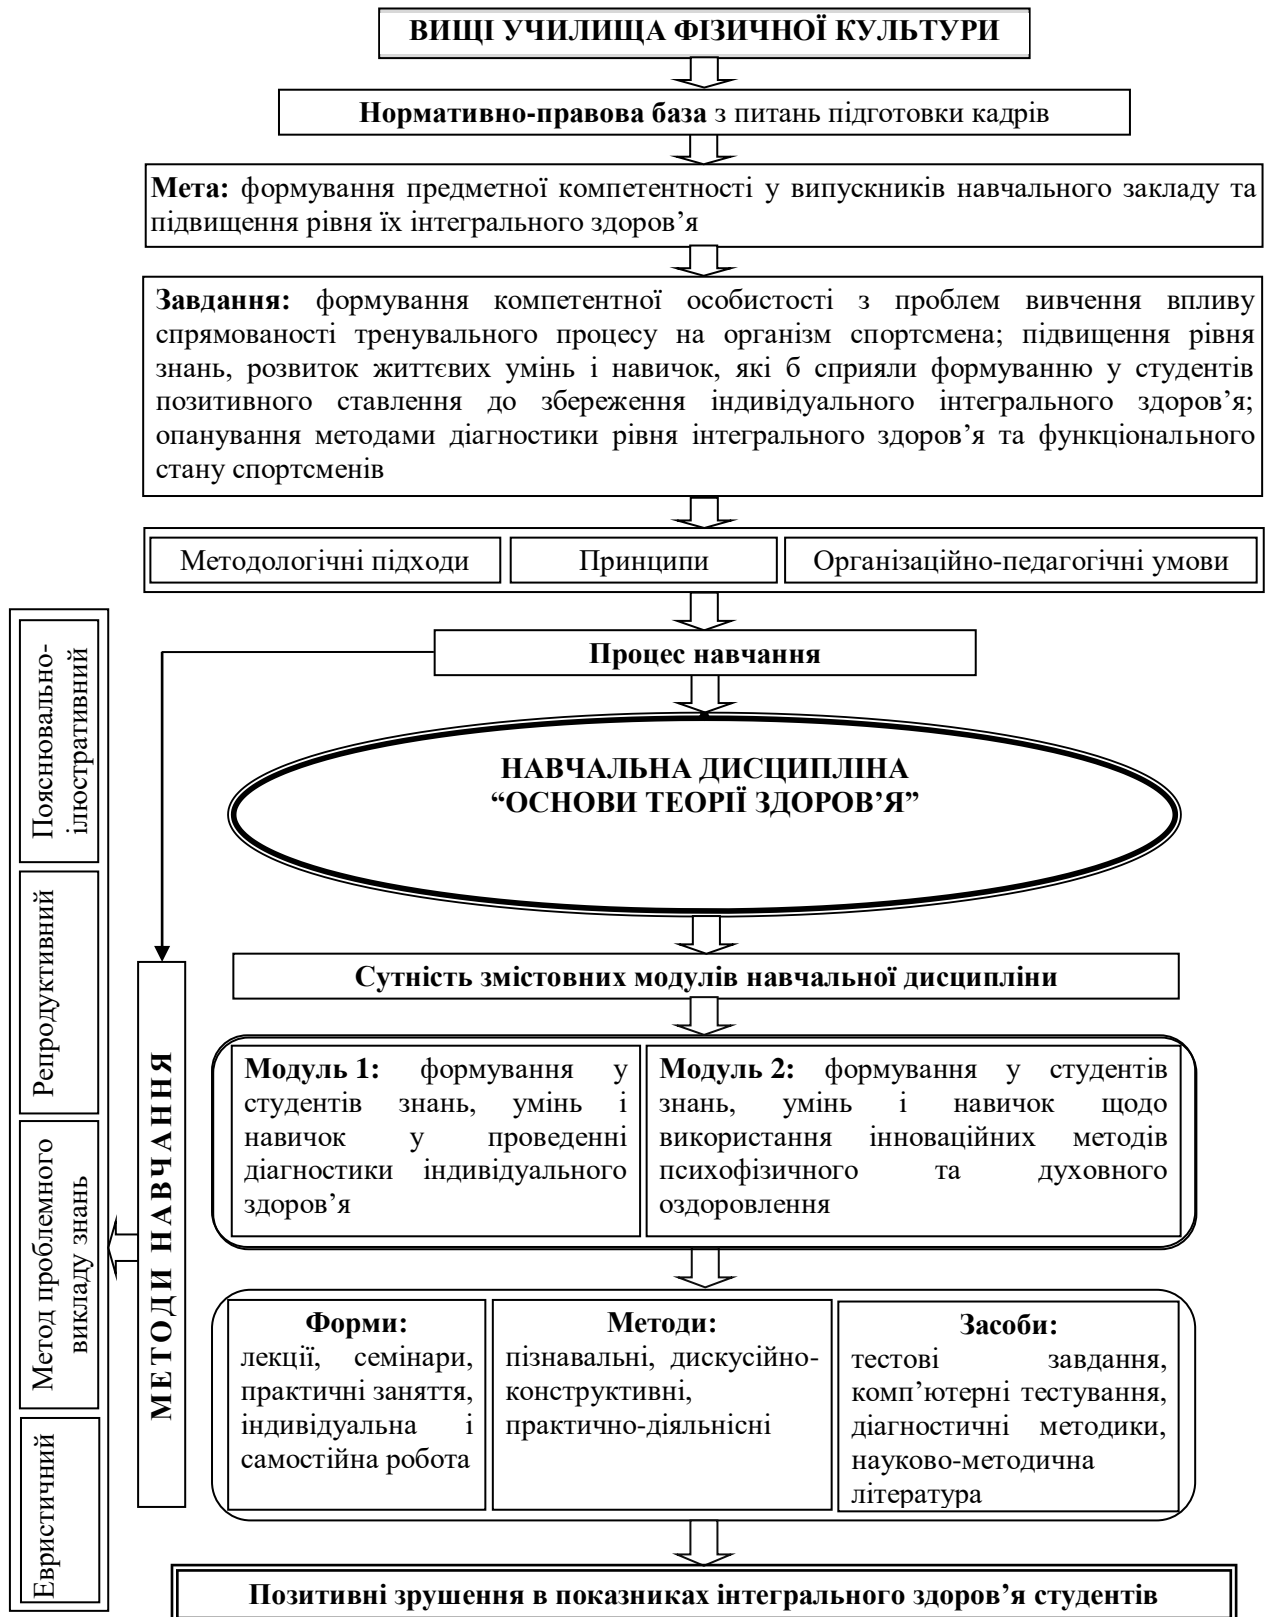 ВИЩІ УЧИЛИЩА ФІЗИЧНОЇ КУЛЬТУРИ
Нормативно-правова база з питань підготовки кадрів
Мета: формування предметної компетентності у випускників навчального закладу та
підвищення рівня їх інтегрального здоров’я
Завдання: формування компетентної особистості з проблем вивчення впливу
спрямованості тренувального процесу на організм спортсмена; підвищення рівня
знань, розвиток життєвих умінь і навичок, які б сприяли формуванню у студентів
позитивного ставлення до збереження індивідуального інтегрального здоров’я;
опанування методами діагностики рівня інтегрального здоров’я та функціонального
стану спортсменів
Методологічні підходи
Принципи
Організаційно-педагогічні умови
Процес навчання
НАВЧАЛЬНА ДИСЦИПЛІНА
“ОСНОВИ ТЕОРІЇ ЗДОРОВ’Я”
Сутність змістовних модулів навчальної дисципліни
Модуль 1: формування у
студентів знань, умінь і
навичок у проведенні
діагностики індивідуального
здоров’я
Модуль 2: формування у студентів
знань, умінь і навичок щодо
використання інноваційних методів
психофізичного та духовного
оздоровлення
МЕТОДИ НАВЧАННЯ
Пояснювально-
ілюстративний
Репродуктивний
Метод проблемного
викладу знань
Евристичний
Форми:
лекції, семінари,
практичні заняття,
індивідуальна і
самостійна робота
Методи:
пізнавальні, дискусійно-
конструктивні,
практично-діяльнісні
Засоби:
тестові завдання,
комп’ютерні тестування,
діагностичні методики,
науково-методична
література
Позитивні зрушення в показниках інтегрального здоров’я студентів